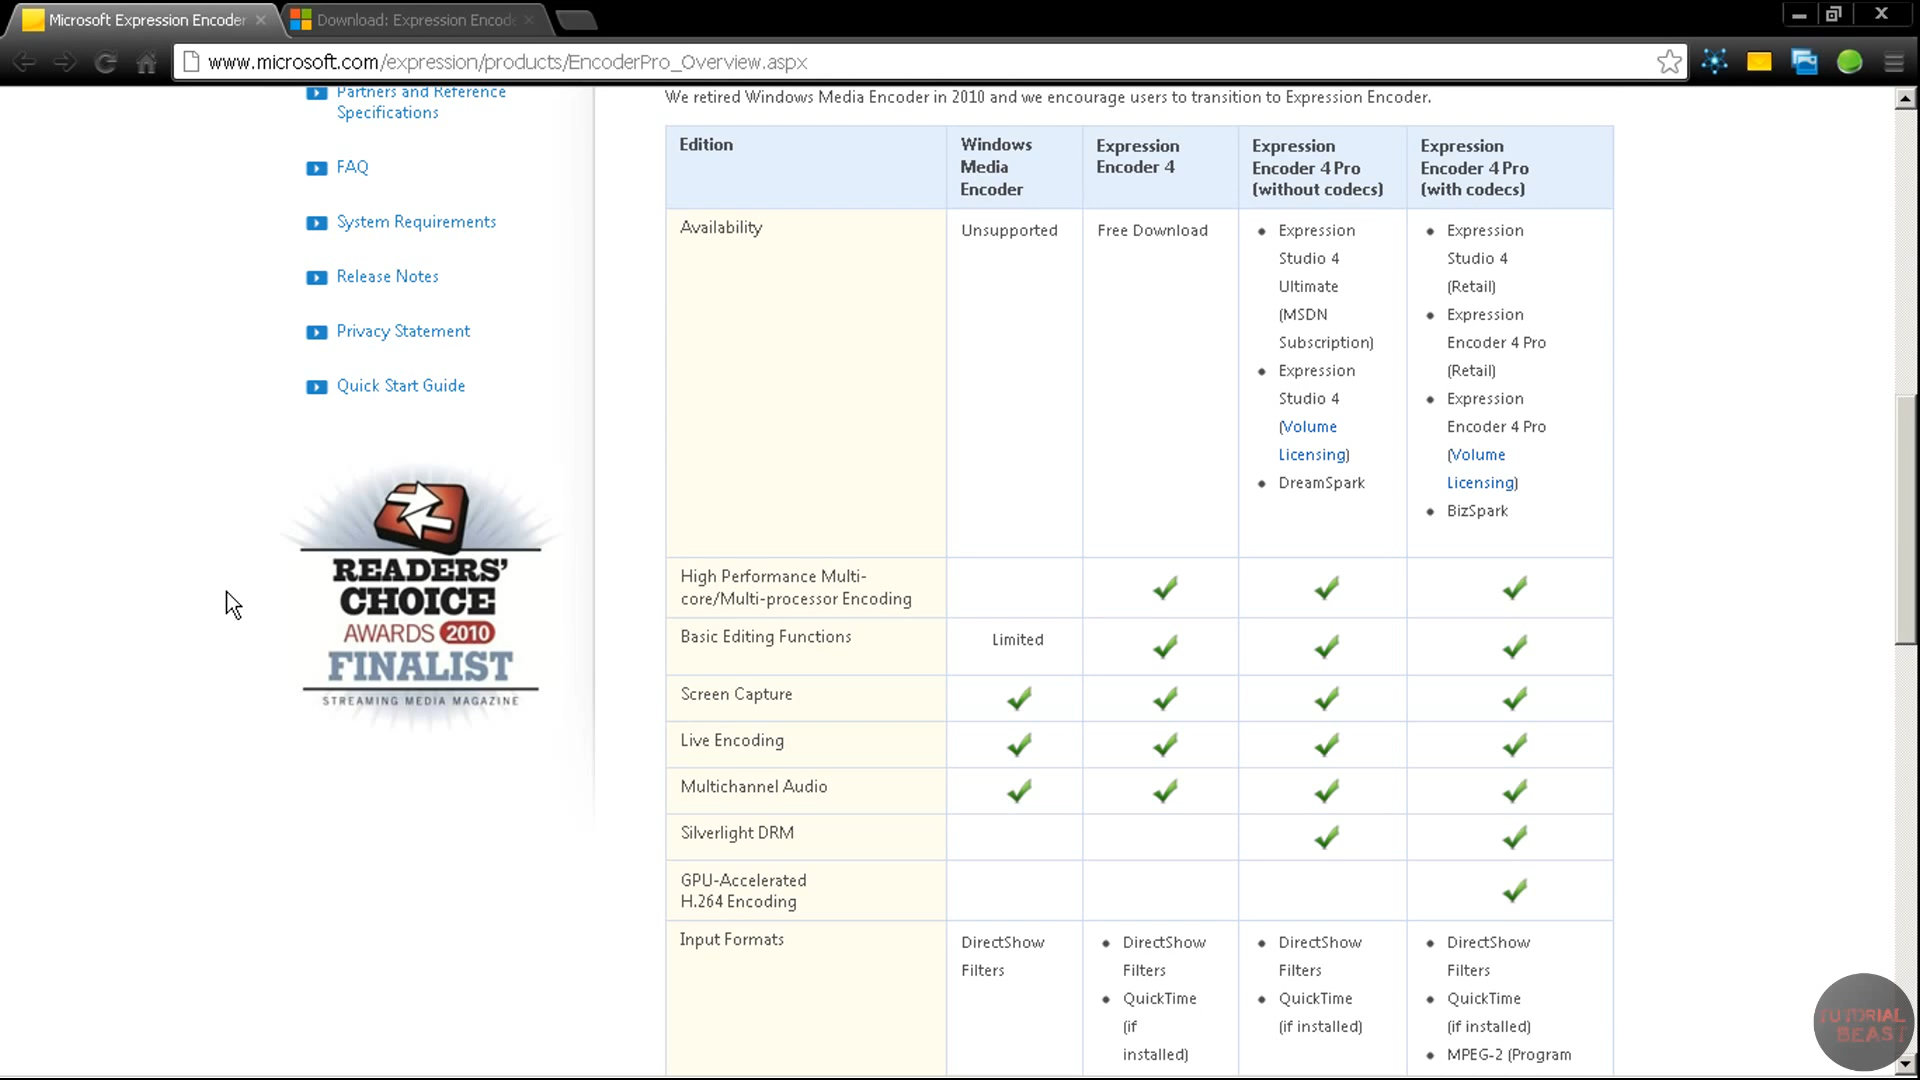 Microsoft Expression Encoder
Download: Expression Encod
www.microsoft.com/expression/products/EncoderPro_Overview.aspx
Partners and Reference
Specifications
FAQ
System Requirements
Release Notes
Privacy Statement
Quick Start Guide
READERS'
CHOICE
AWARDS 2010
FINALIST
STREAMING MEDIA MAGAZINE
We retired Windows Media Encoder in 2010 and we encourage users to transition to Expression Encoder.
Edition
Windows
Media
Encoder
Expression
Encoder 4
Expression
Encoder 4 Pro
(without codecs)
Expression
Encoder 4 Pro
(with codecs)
Availability
Unsupported
Free Download
Expression
Studio 4
Ultimate
(MSDN
Subscription)
Expression
Studio 4
(Volume
Licensing)
DreamSpark
Expression
Studio 4
(Retail)
Expression
Encoder 4 Pro
(Retail)
Expression
Encoder 4 Pro
(Volume
Licensing)
BizSpark
High Performance Multi-
core/Multi-processor Encoding
Basic Editing Functions
Limited
Screen Capture
Live Encoding
Multichannel Audio
Silverlight DRM
GPU-Accelerated
H.264 Encoding
Input Formats
DirectShow
Filters
DirectShow
Filters
QuickTime
(if
installed)
DirectShow
Filters
QuickTime
(if installed)
DirectShow
Filters
QuickTime
(if installed)
MPEG-2 (Program
TUTORIAL
BEAST